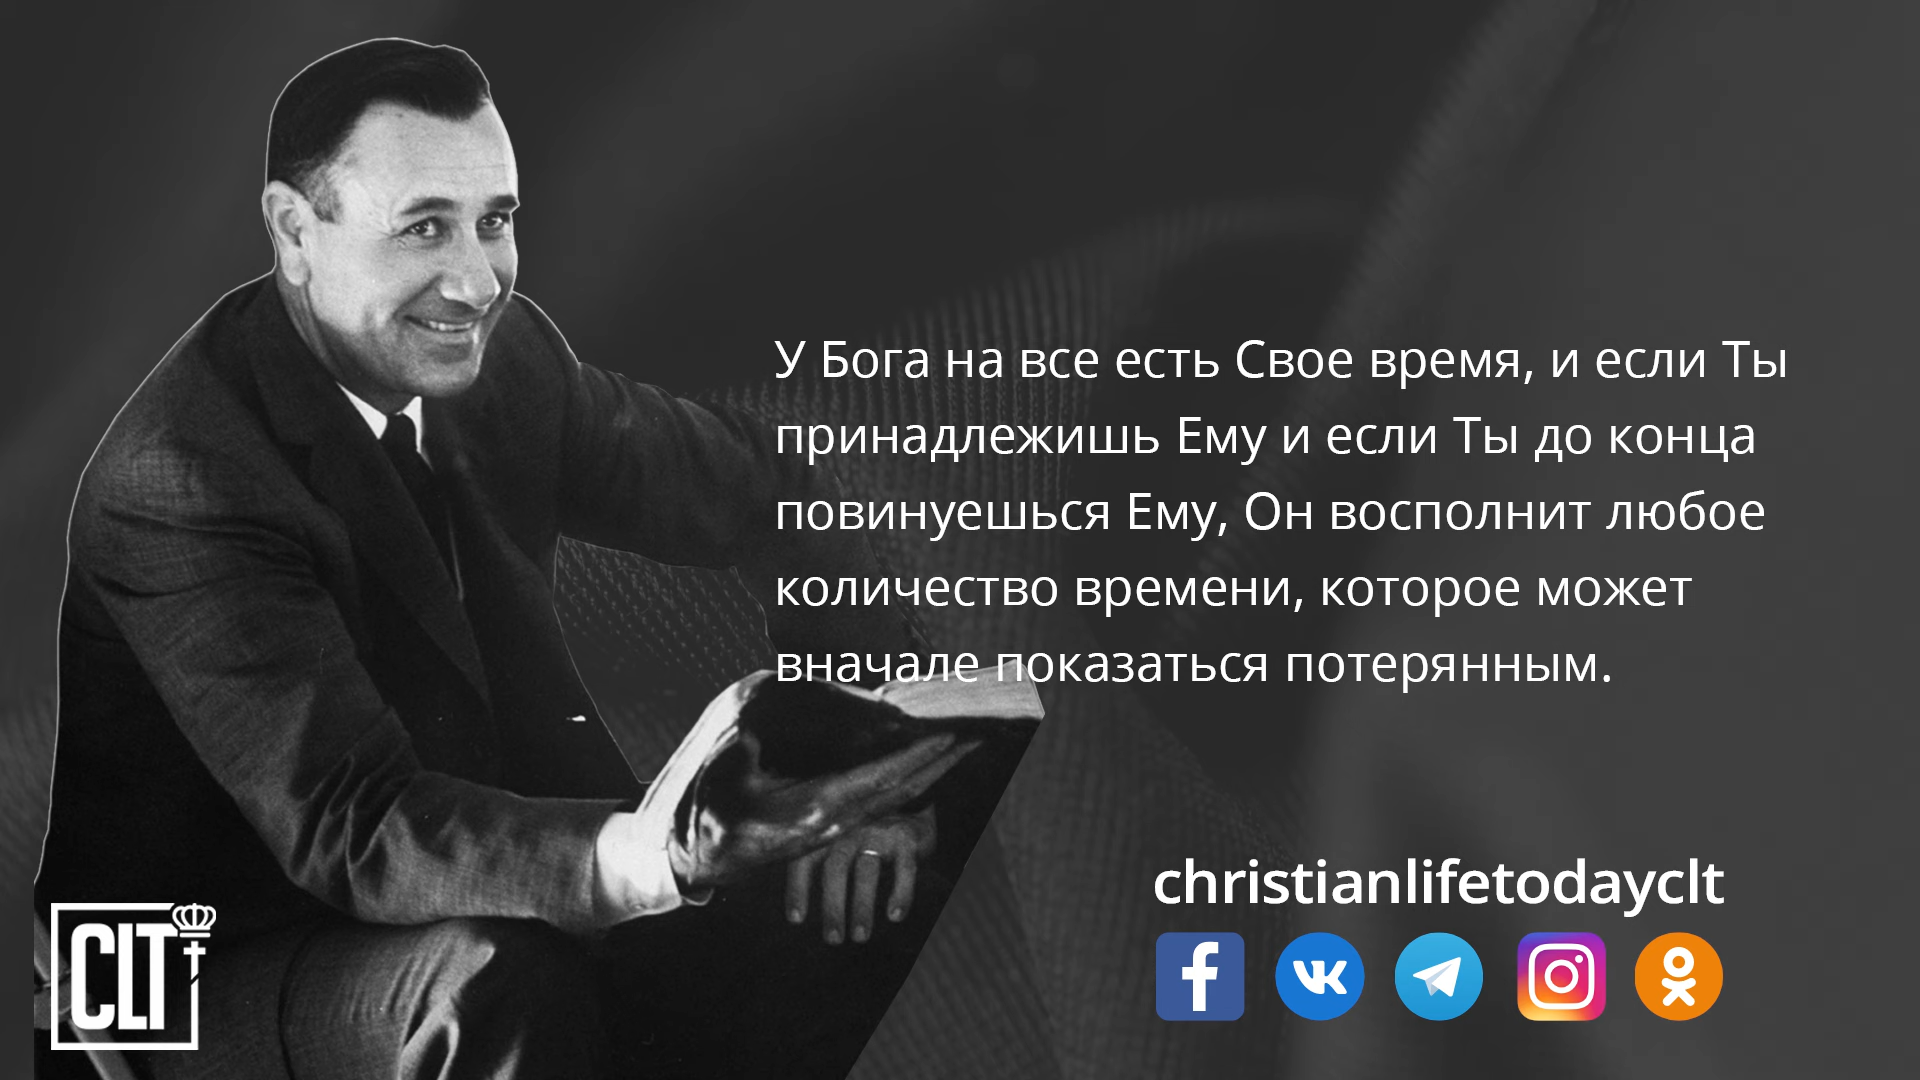 У Бога на все есть Свое время, и если Ты
принадлежишь Ему и если Ты до конца
повинуешься Ему, Он восполнит любое
количество времени, которое может
вначале показаться потерянным.
christianlifetodayclt
CLT